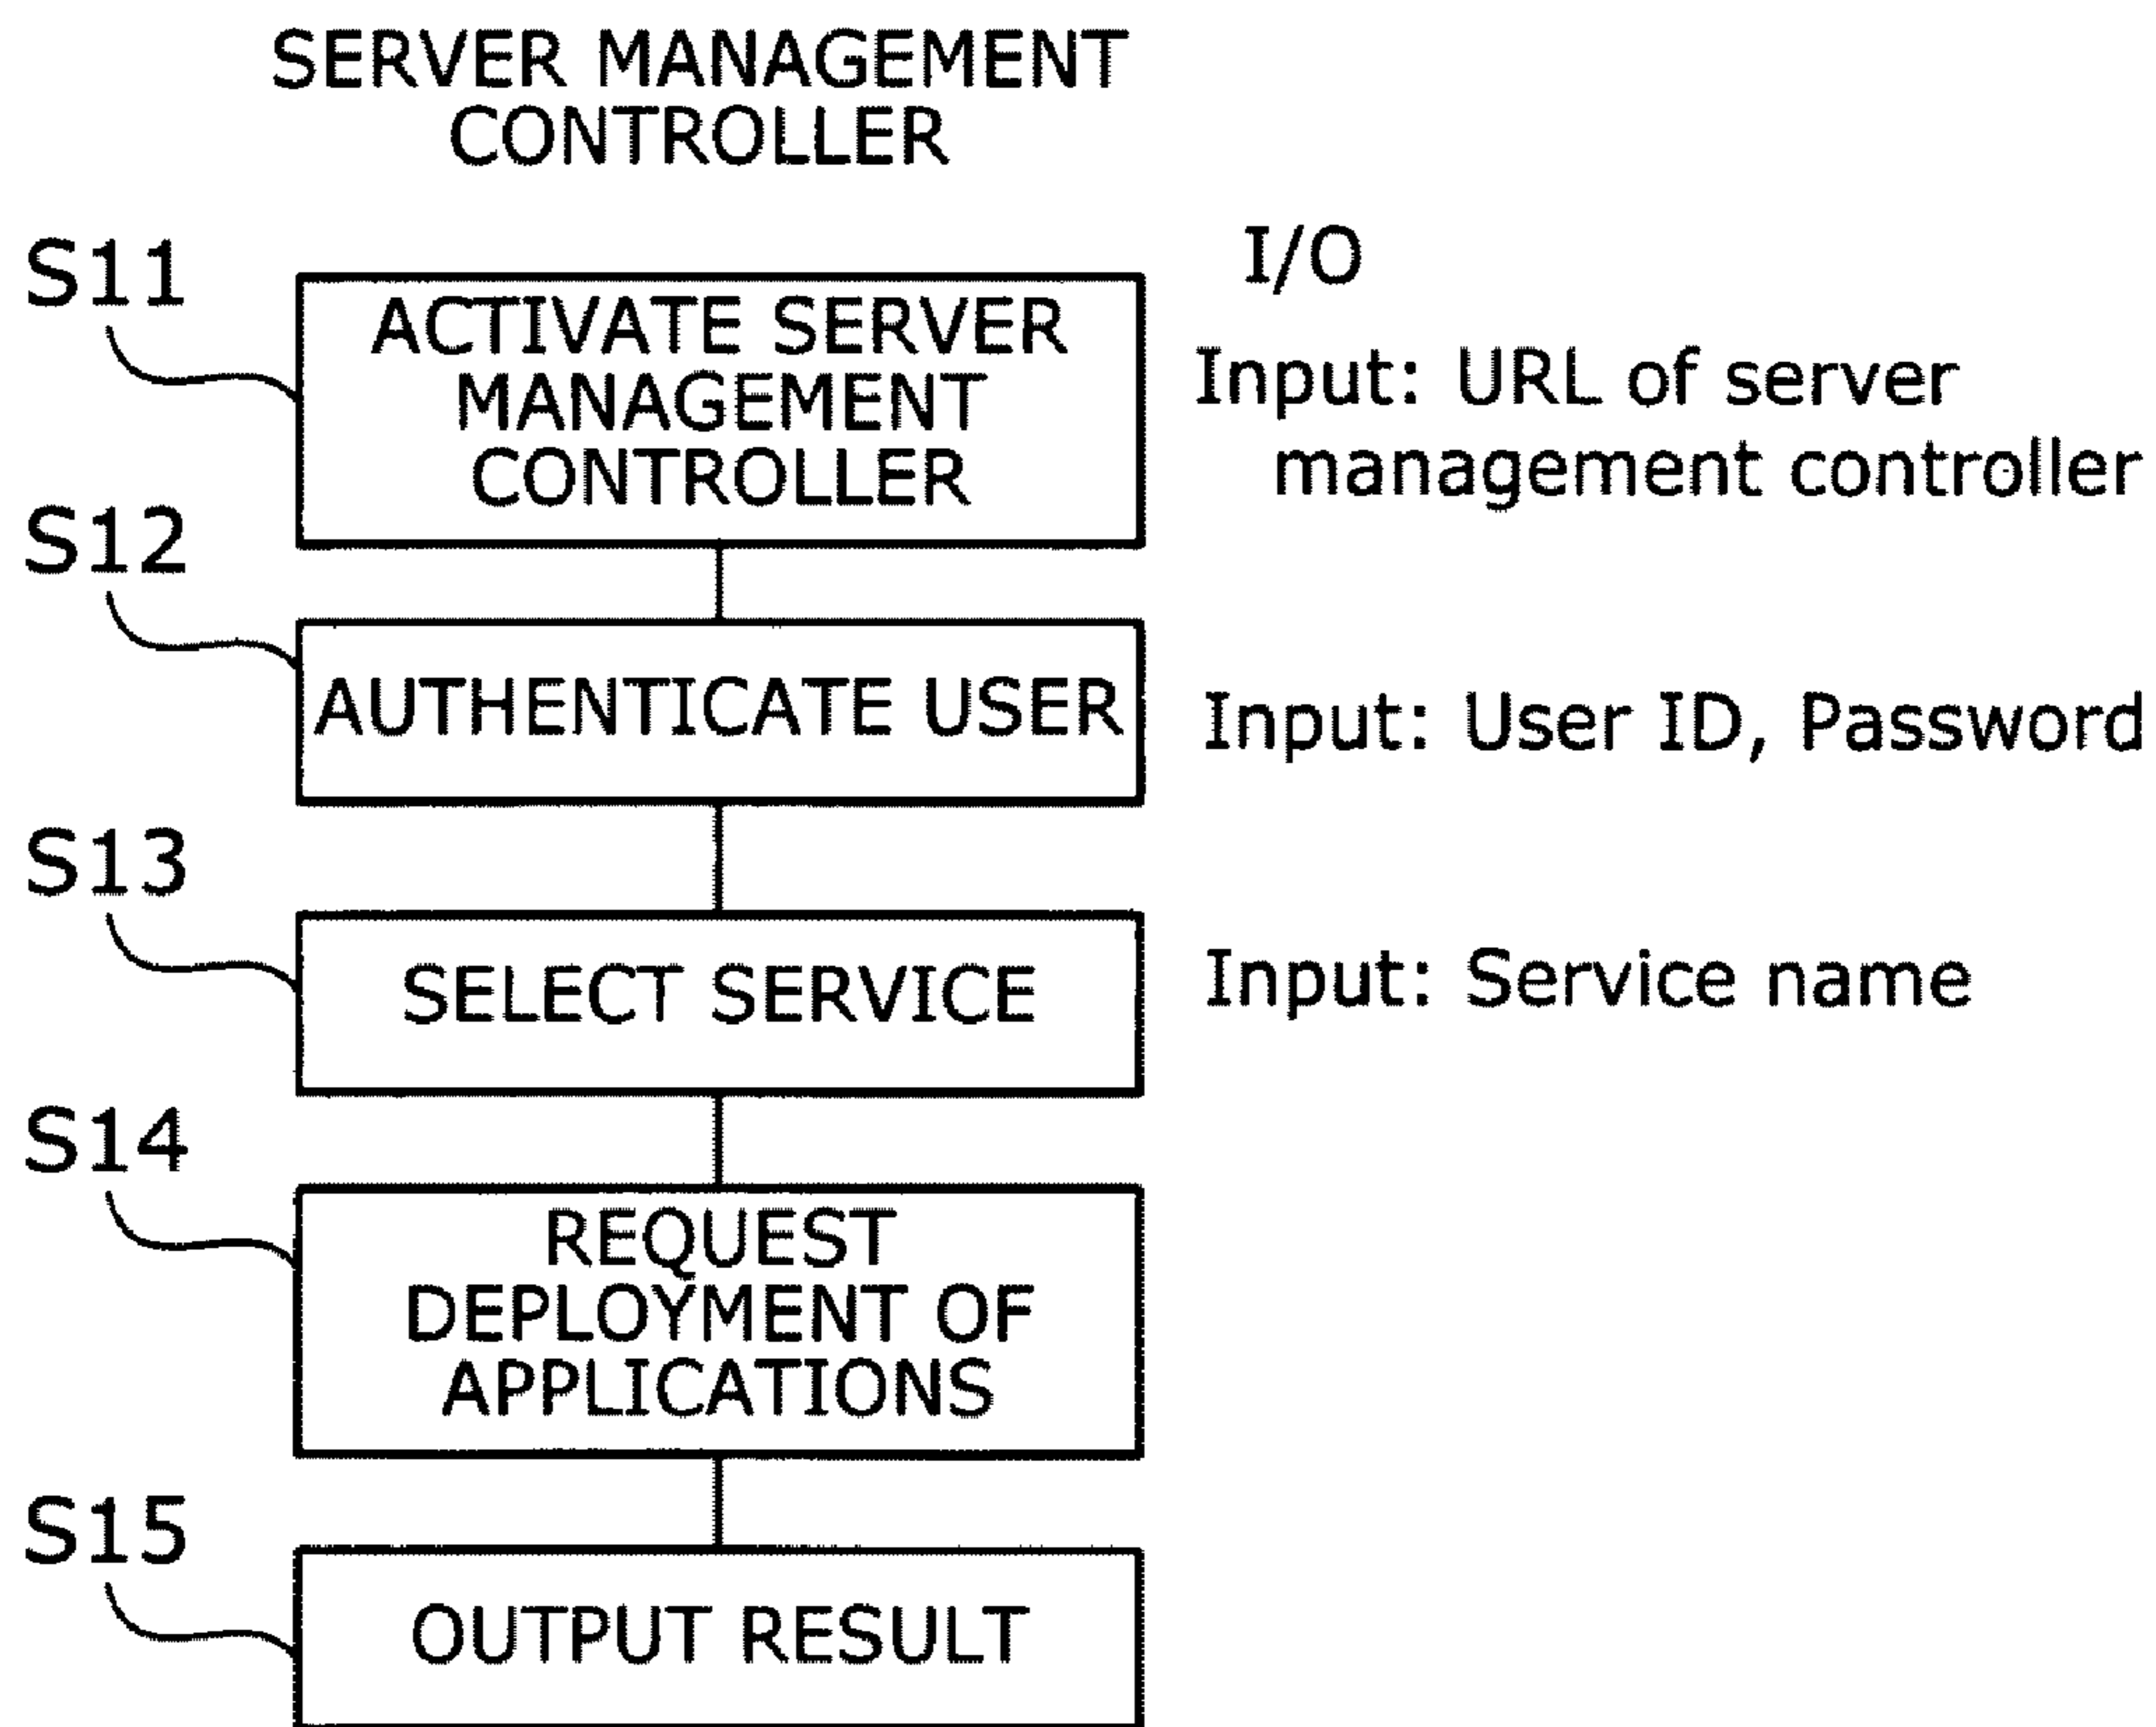 SERVER MANAGEMENT
CONTROLLER
I/O
S11
ACTIVATE SERVER
MANAGEMENT
CONTROLLER
Input: URL of server
management controller
S12
AUTHENTICATE USER
Input: User ID, Password
S13
SELECT SERVICE
Input: Service name
S14
REQUEST
DEPLOYMENT OF
APPLICATIONS
S15
OUTPUT RESULT